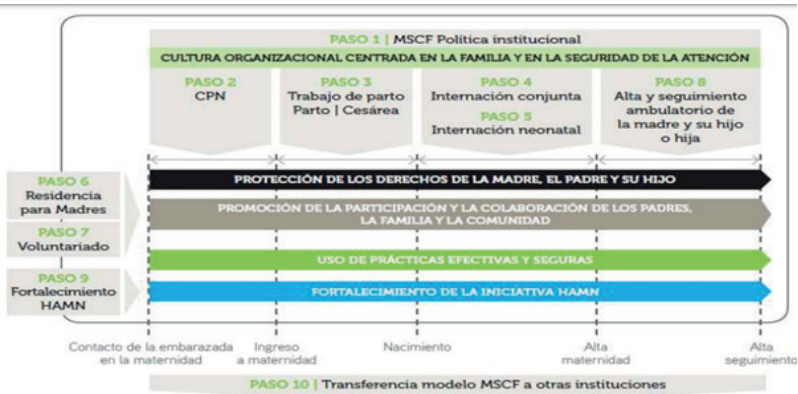 PASO 1 | MSCF Política institucional
CULTURA ORGANIZACIONAL CENTRADA EN LA FAMILIA Y EN LA SEGURIDAD DE LA ATENCIÓN
PASO 2
CPN
PASO 3
Trabajo de parto
Parto | Cesárea
PASO 4
Internación conjunta
PASO 5
Internación neonatal
PASO 8
Alta y seguimiento
ambulatorio de
la madre y su hijo
o hija
PASO 6
Residencia
para Madres
PASO 7
Voluntariado
PASO 9
Fortalecimiento
HAMN
PROTECCIÓN DE LOS DERECHOS DE LA MADRE, EL PADRE Y SU HIJO
PROMOCIÓN DE LA PARTICIPACIÓN Y LA COLABORACIÓN DE LOS PADRES,
LA FAMILIA Y LA COMUNIDAD
USO DE PRÁCTICAS EFECTIVAS Y SEGURAS
FORTALECIMIENTO DE LA INICIATIVA HAMN
Contacto de la embarazada
en la maternidad
Ingreso
a maternidad
Nacimiento
Alta
maternidad
Alta
seguimiento
PASO 10 | Transferencia modelo MSCF a otras instituciones